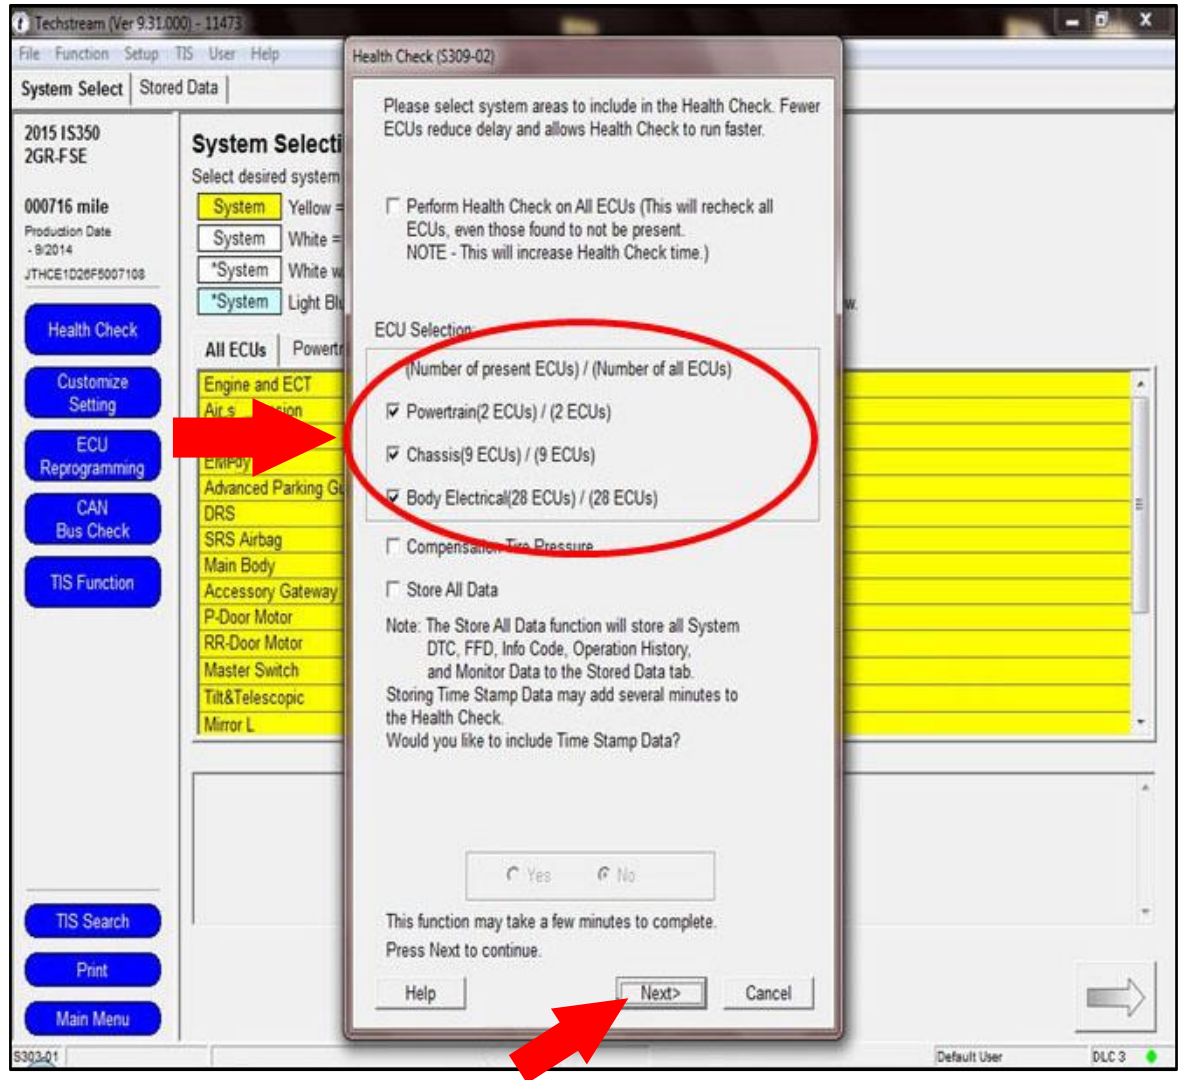 Techstream (Ver 9.31.000) - 11473
File Function Setup TIS User Help
System Select
Stored Data
2015 IS350
2GR-FSE
000716 mile
Production Date
- 9/2014
JTHCE1D26F5007108
Health Check
Customize
Setting
ECU
Reprogramming
CAN
Bus Check
TIS Function
TIS Search
Print
Main Menu
System Selecti
Select desired system
System Yellow =
System White =
*System White w
*System Light Blu
w.
All ECUs Powertr
Engine and ECT
Air s sion
EMPdy
Advanced Parking Gu
DRS
SRS Airbag
Main Body
Accessory Gateway
P-Door Motor
RR-Door Motor
Master Switch
Tilt&Telescopic
Mirror L
Health Check (S309-02)
Please select system areas to include in the Health Check. Fewer
ECUs reduce delay and allows Health Check to run faster.
Perform Health Check on All ECUs (This will recheck all
ECUs, even those found to not be present.
NOTE - This will increase Health Check time.)
ECU Selection:
(Number of present ECUs) / (Number of all ECUs)
Powertrain(2 ECUs) / (2 ECUs)
Chassis(9 ECUs) / (9 ECUs)
Body Electrical(28 ECUs) / (28 ECUs)
Compensation Tire Pressure
Store All Data
Note: The Store All Data function will store all System
DTC, FFD, Info Code, Operation History,
and Monitor Data to the Stored Data tab.
Storing Time Stamp Data may add several minutes to
the Health Check.
Would you like to include Time Stamp Data?
Yes No
This function may take a few minutes to complete.
Press Next to continue.
Help Next> Cancel
S303-01
Default User
DLC 3